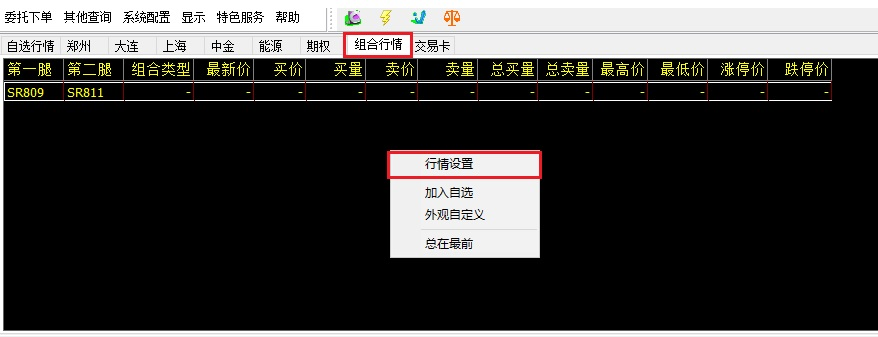 委托下单 其他查询 系统配置 显示 特色服务 帮助
自选行情 郑州 大连 上海 中金 能源 期权 组合行情 交易卡
第一腿 第二腿 组合类型 最新价 买价 买量 卖价 卖量 总买量 总卖量 最高价 最低价 涨停价 跌停价
SR809 SR811 - - - - - - - - - - - -
行情设置
加入自选
外观自定义
总在最前